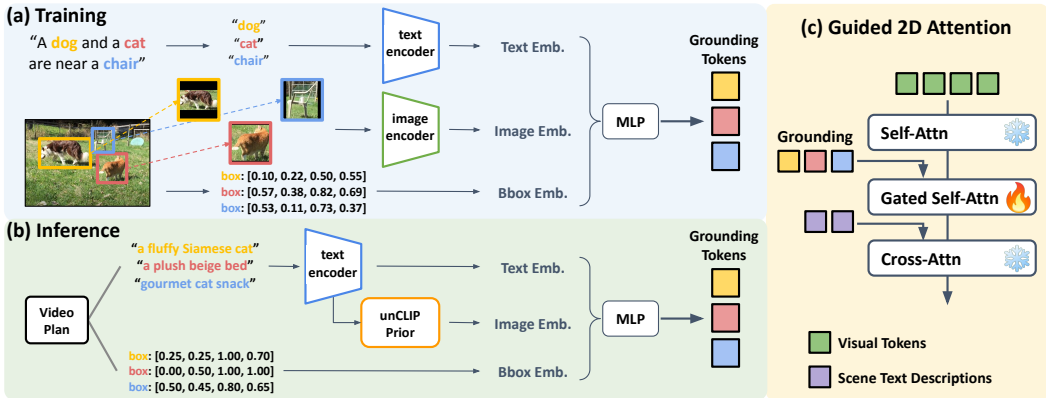 (a) Training
“A dog and a cat
are near a chair”
“dog”
“cat”
“chair”
text
encoder
image
encoder
box: [0.10, 0.22, 0.50, 0.55]
box: [0.57, 0.38, 0.82, 0.69]
box: [0.53, 0.11, 0.73, 0.37]
Text Emb.
Image Emb.
Bbox Emb.
MLP
Grounding
Tokens
(b) Inference
Video
Plan
“a fluffy Siamese cat”
“a plush beige bed”
“gourmet cat snack”
box: [0.25, 0.25, 1.00, 0.70]
box: [0.00, 0.50, 1.00, 1.00]
box: [0.50, 0.45, 0.80, 0.65]
text
encoder
unCLIP
Prior
Text Emb.
Image Emb.
Bbox Emb.
MLP
Grounding
Tokens
(c) Guided 2D Attention
Self-Attn
Grounding
Gated Self-Attn
Cross-Attn
Visual Tokens
Scene Text Descriptions